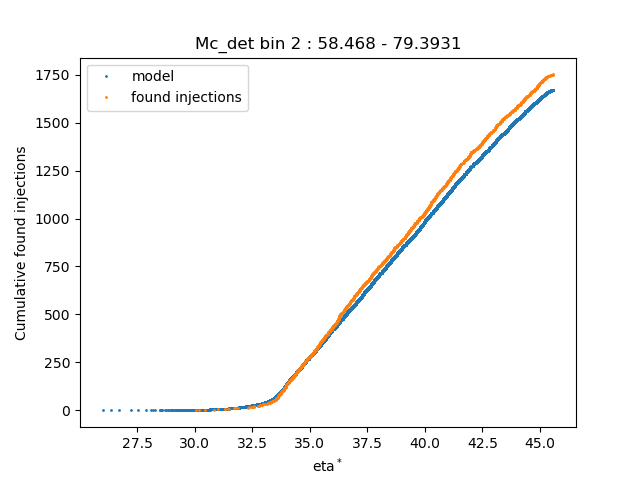 Mc_det bin 2 : 58.468 - 79.3931
model
found injections
Cumulative found injections
1750
1500
1250
1000
750
500
250
0
27.5 30.0 32.5 35.0 37.5 40.0 42.5 45.0
eta*